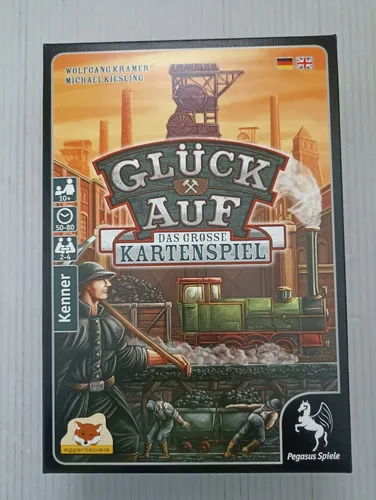 WOLFGANG KRAMER
MICHAEL KIESLING
GLÜCK
AUF
DAS GROSSE
KARTENSPIEL
10+
50-80
2-4
Kenner
eggertspiele
Pegasus Spiele